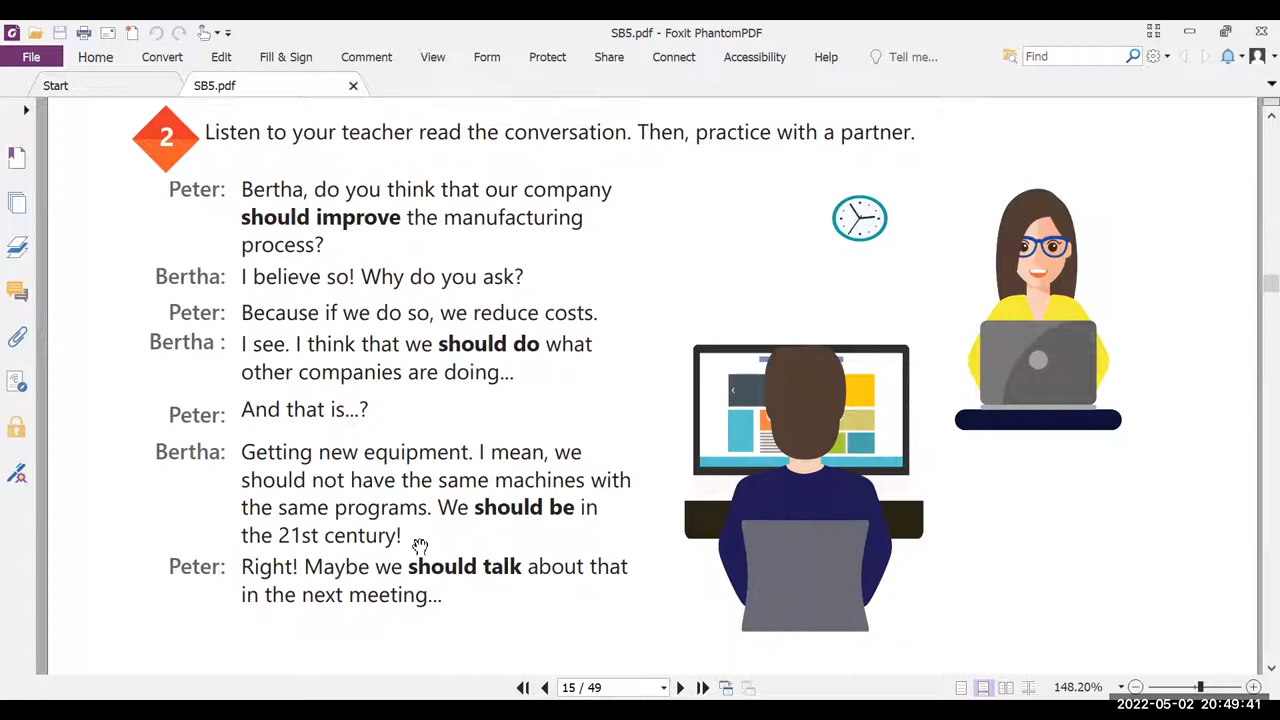 SB5.pdf - Foxit PhantomPDF
File Home Convert Edit Fill & Sign Comment View Form Protect Share Connect Accessibility Help Tell me... Find
Start SB5.pdf
2 Listen to your teacher read the conversation. Then, practice with a partner.
Peter: Bertha, do you think that our company
should improve the manufacturing
process?
Bertha: I believe so! Why do you ask?
Peter: Because if we do so, we reduce costs.
Bertha : I see. I think that we should do what
other companies are doing...
Peter: And that is...?
Bertha: Getting new equipment. I mean, we
should not have the same machines with
the same programs. We should be in
the 21st century!
Peter: Right! Maybe we should talk about that
in the next meeting...
15 / 49 148.20%
2022-05-02 20:49:41